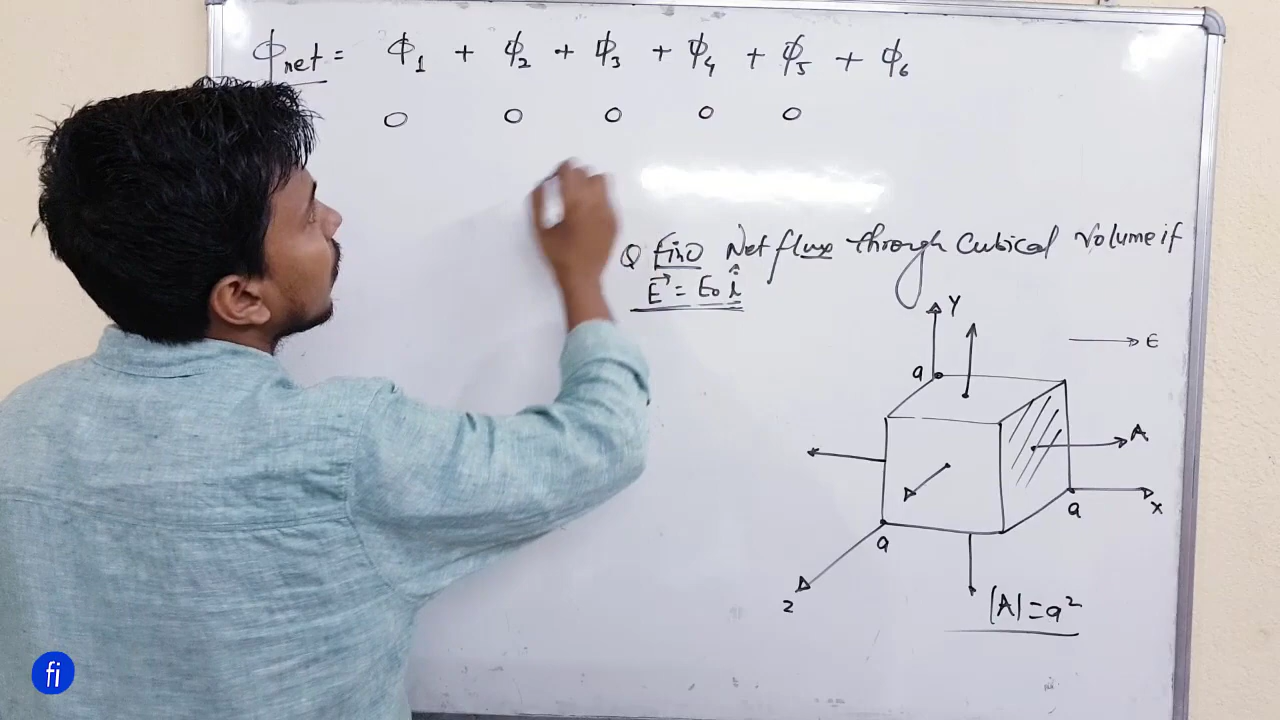 Φnet = Φ1 + Φ2 + Φ3 + Φ4 + Φ5 + Φ6
0 0 0 0 0
Q Find Net flux through Cubical Volume if
E⃗ = E0 î
Y
E
a
A
a
X
a
Z
|A| = a²
fi